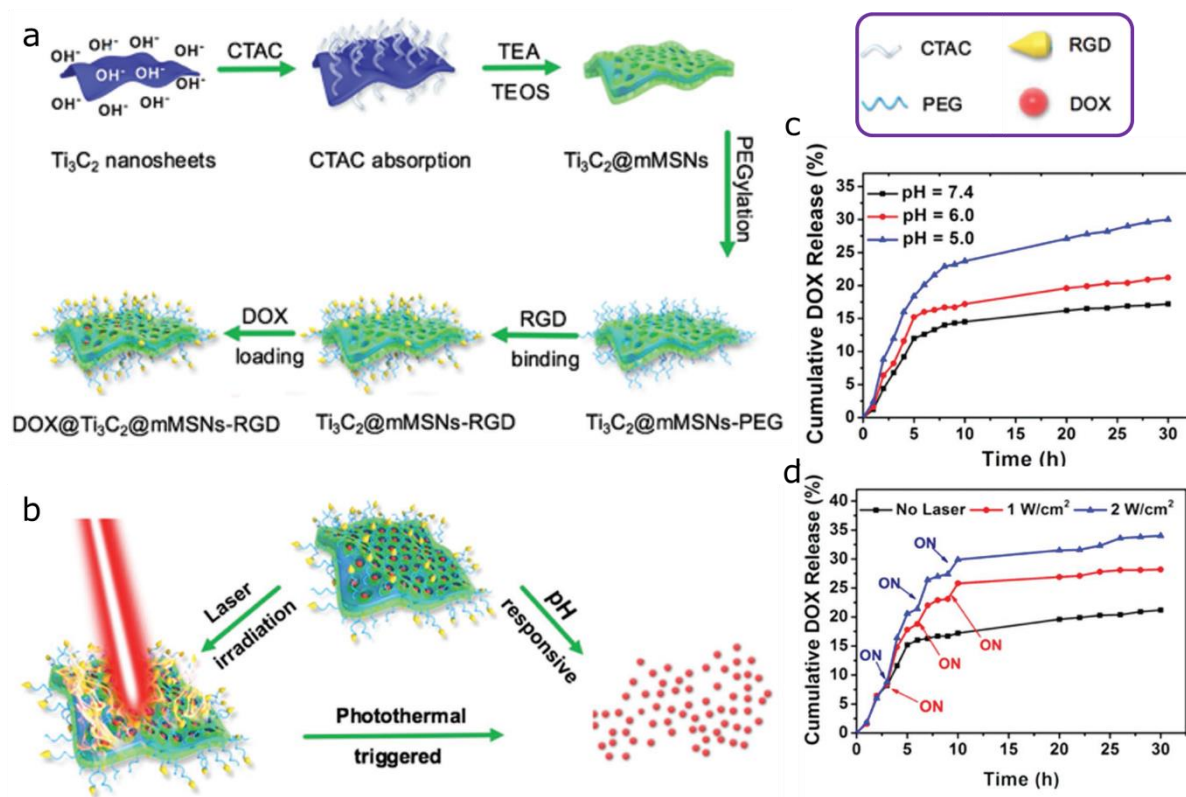 a
OH⁻ OH⁻ OH⁻ OH⁻
OH⁻ OH⁻ OH⁻
OH⁻ OH⁻ OH⁻ OH⁻
OH⁻ OH⁻
CTAC
TEA
TEOS
Ti₃C₂ nanosheets
CTAC absorption
Ti₃C₂@mMSNs
PEGylation
RGD
binding
DOX
loading
DOX@Ti₃C₂@mMSNs-RGD
Ti₃C₂@mMSNs-RGD
Ti₃C₂@mMSNs-PEG
b
Laser
irradiation
pH
responsive
Photothermal
triggered
CTAC
RGD
PEG
DOX
c
Cumulative DOX Release (%)
35
30
25
20
15
10
5
0
pH = 7.4
pH = 6.0
pH = 5.0
0 5 10 15 20 25 30
Time (h)
d
Cumulative DOX Release (%)
40
35
30
25
20
15
10
5
0
No Laser 1 W/cm² 2 W/cm²
ON
ON
ON
ON
ON
ON
0 5 10 15 20 25 30
Time (h)